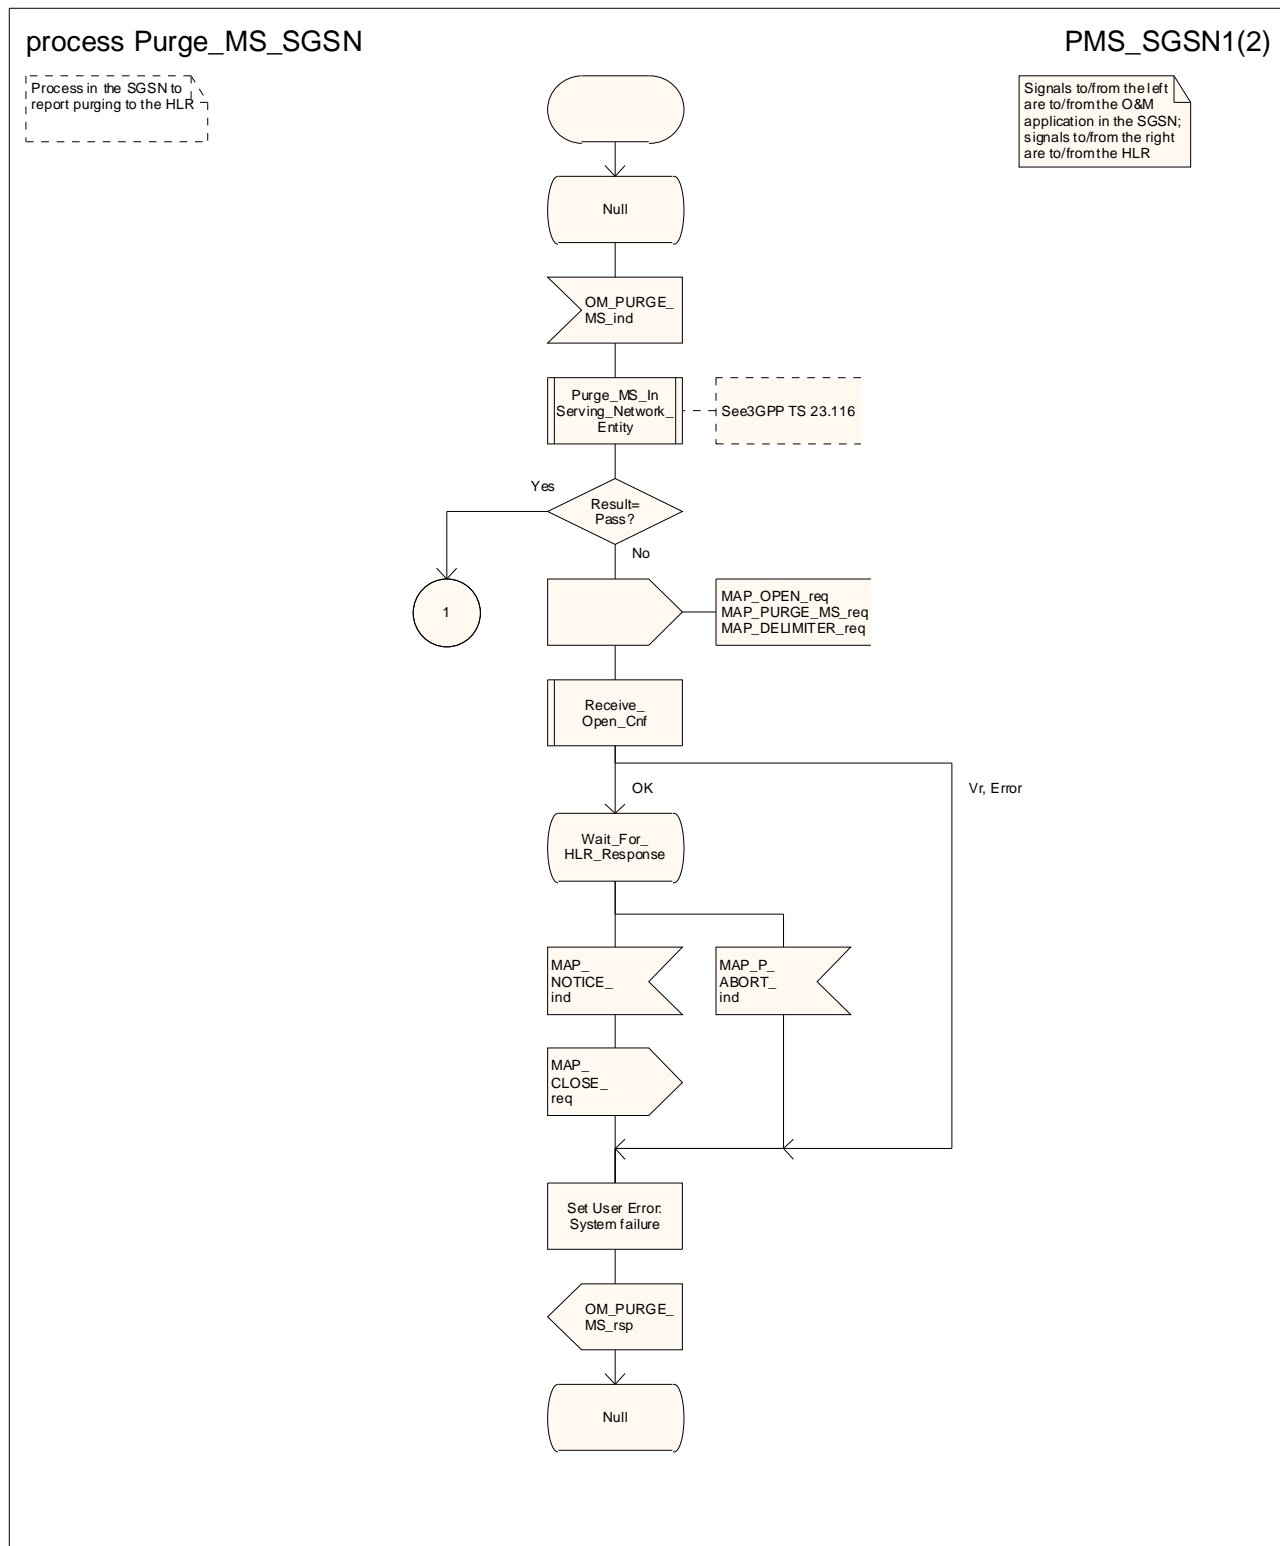 process Purge_MS_SGSN
PMS_SGSN1(2)
Process in the SGSN to
report purging to the HLR
Signals to/from the left
are to/from the O&M
application in the SGSN;
signals to/from the right
are to/from the HLR
Null
OM_PURGE_
MS_ind
Purge_MS_In
Serving_Network_
Entity
See3GPP TS 23.116
Yes
Result=
Pass?
No
1
MAP_OPEN_req
MAP_PURGE_MS_req
MAP_DELIMITER_req
Receive_
Open_Cnf
OK
Vr, Error
Wait_For_
HLR_Response
MAP_
NOTICE_
ind
MAP_P_
ABORT_
ind
MAP_
CLOSE_
req
Set User Error:
System failure
OM_PURGE_
MS_rsp
Null